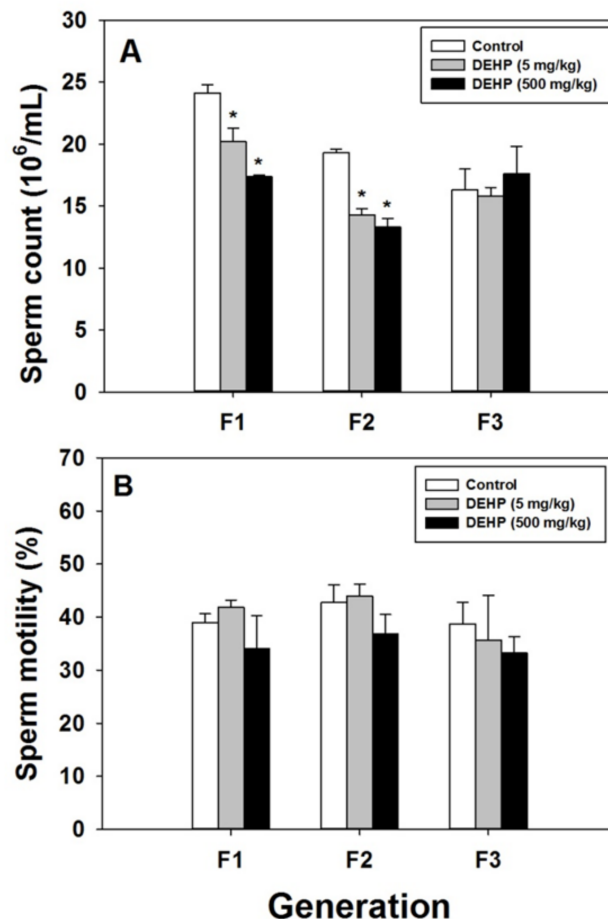 A
Control
DEHP (5 mg/kg)
DEHP (500 mg/kg)
Sperm count (10⁶/mL)
30
25
20
15
10
5
0
* * * *
F1 F2 F3
B
Control
DEHP (5 mg/kg)
DEHP (500 mg/kg)
Sperm motility (%)
70
60
50
40
30
20
10
0
F1 F2 F3
Generation